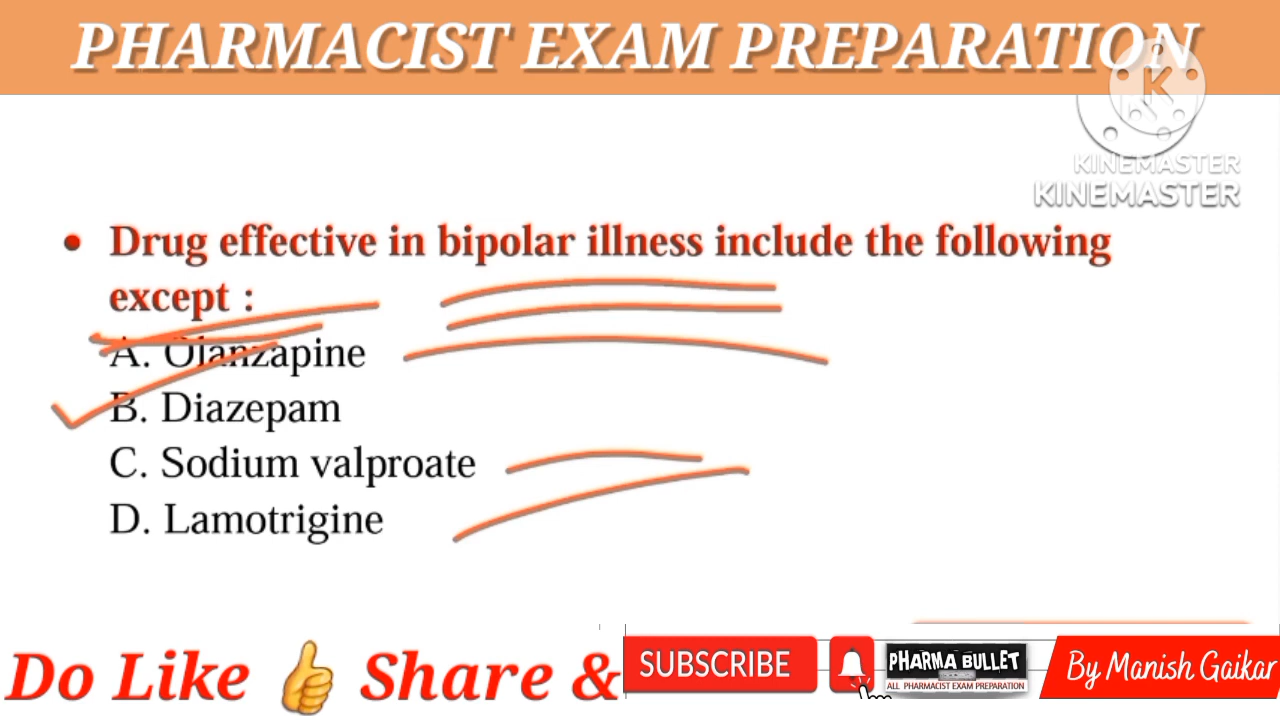 PHARMACIST EXAM PREPARATION
K
KINEMASTER
KINEMASTER
• Drug effective in bipolar illness include the following
except :
A. Olanzapine
B. Diazepam
C. Sodium valproate
D. Lamotrigine
Do Like 👍 Share &
SUBSCRIBE
PHARMA BULLET
ALL PHARMACIST EXAM PREPARATION
By Manish Gaikar